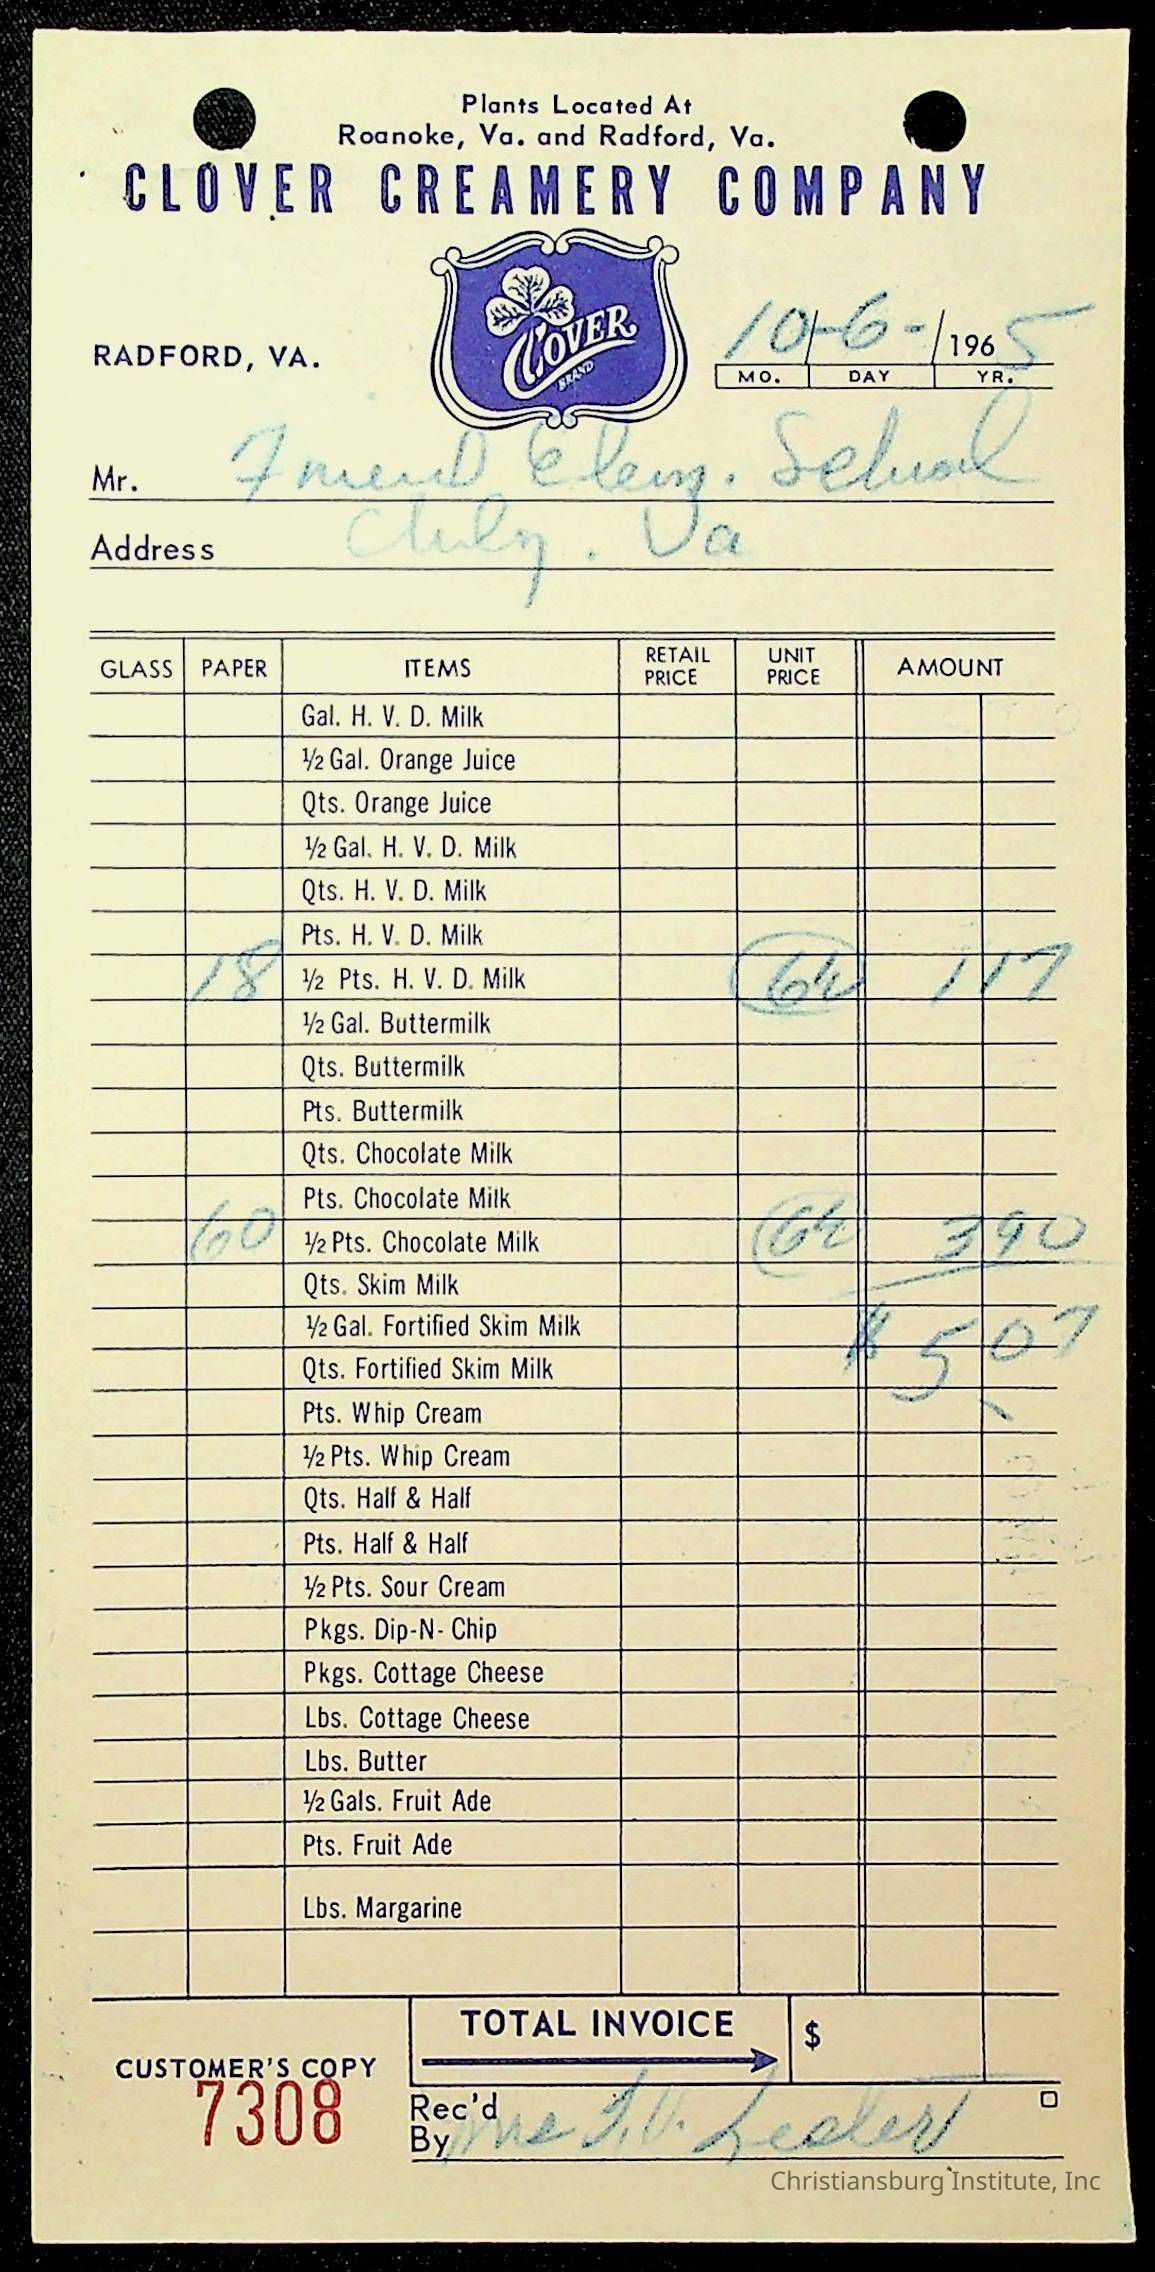 Plants Located At
Roanoke, Va. and Radford, Va.
CLOVER CREAMERY COMPANY
CLOVER
BRAND
RADFORD, VA.
10-6-/1965
MO. DAY YR.
Mr. Friend Elem. School
Address Va
GLASS PAPER ITEMS RETAIL PRICE UNIT PRICE AMOUNT
Gal. H. V. D. Milk
½ Gal. Orange Juice
Qts. Orange Juice
½ Gal. H. V. D. Milk
Qts. H. V. D. Milk
Pts. H. V. D. Milk
18 ½ Pts. H. V. D. Milk 6½ 117
½ Gal. Buttermilk
Qts. Buttermilk
Pts. Buttermilk
Qts. Chocolate Milk
Pts. Chocolate Milk
60 ½ Pts. Chocolate Milk 6½ 390
Qts. Skim Milk
½ Gal. Fortified Skim Milk $ 507
Qts. Fortified Skim Milk
Pts. Whip Cream
½ Pts. Whip Cream
Qts. Half & Half
Pts. Half & Half
½ Pts. Sour Cream
Pkgs. Dip-N-Chip
Pkgs. Cottage Cheese
Lbs. Cottage Cheese
Lbs. Butter
½ Gals. Fruit Ade
Pts. Fruit Ade
Lbs. Margarine
TOTAL INVOICE $
CUSTOMER'S COPY
7308
Rec'd By Lester
Christiansburg Institute, Inc